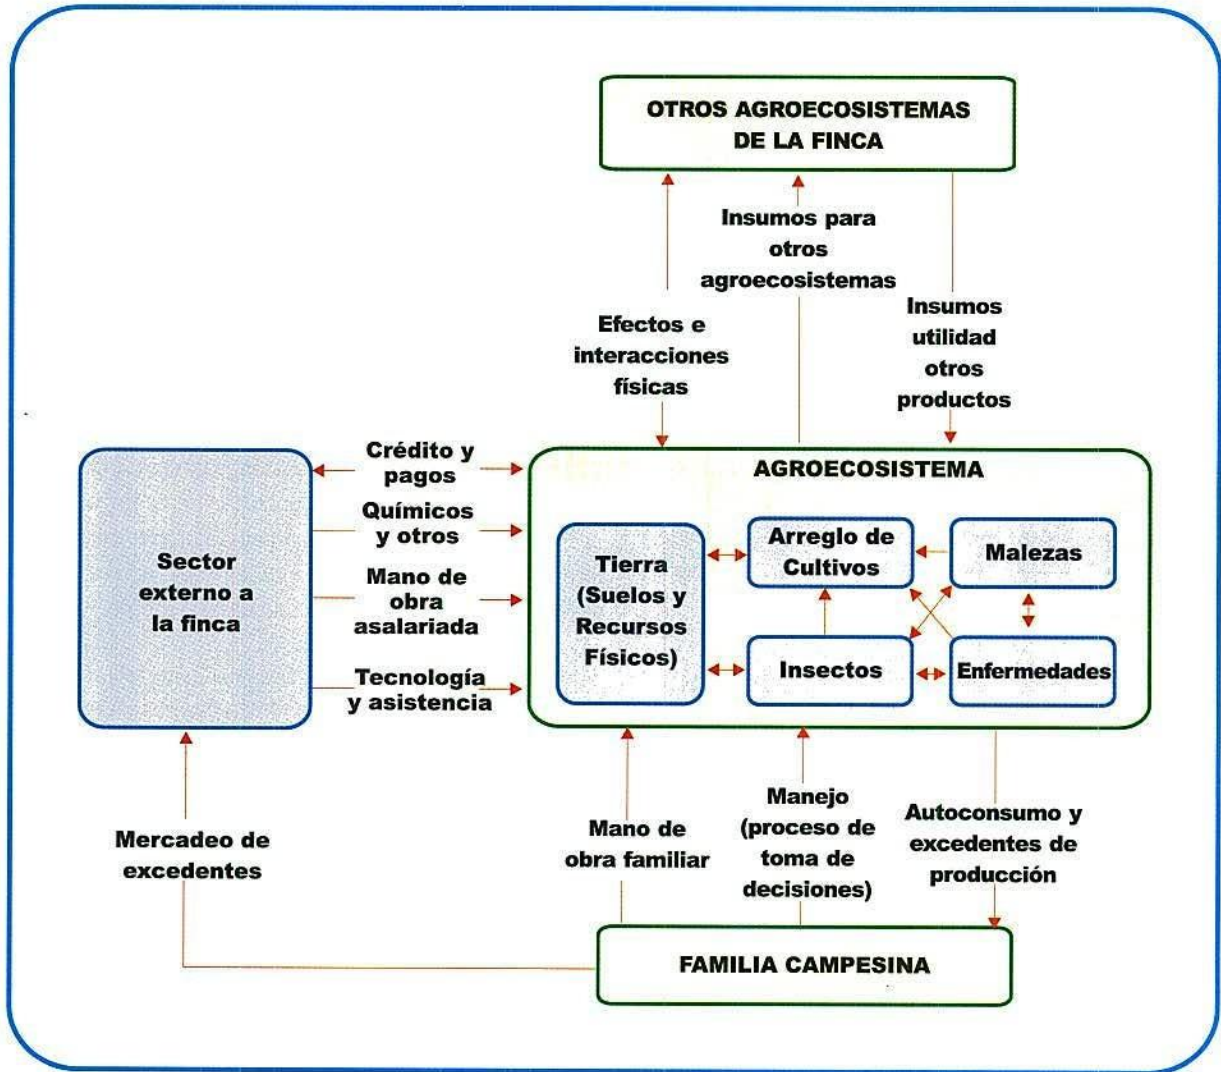 OTROS AGROECOSISTEMAS
DE LA FINCA
Insumos para
otros
agroecosistemas
Efectos e
interacciones
físicas
Insumos
utilidad
otros
productos
Crédito y
pagos
Químicos
y otros
Mano de
obra
asalariada
Tecnología
y asistencia
Sector
externo a
la finca
AGROECOSISTEMA
Tierra
(Suelos y
Recursos
Físicos)
Arreglo de
Cultivos
Malezas
Insectos
Enfermedades
Mercadeo de
excedentes
Mano de
obra familiar
Manejo
(proceso de
toma de
decisiones)
Autoconsumo y
excedentes de
producción
FAMILIA CAMPESINA